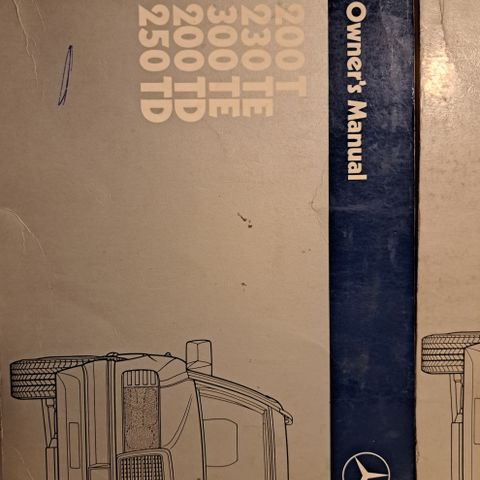 Owner's Manual
200 T
230 TE
300 TE
200 TD
250 TD